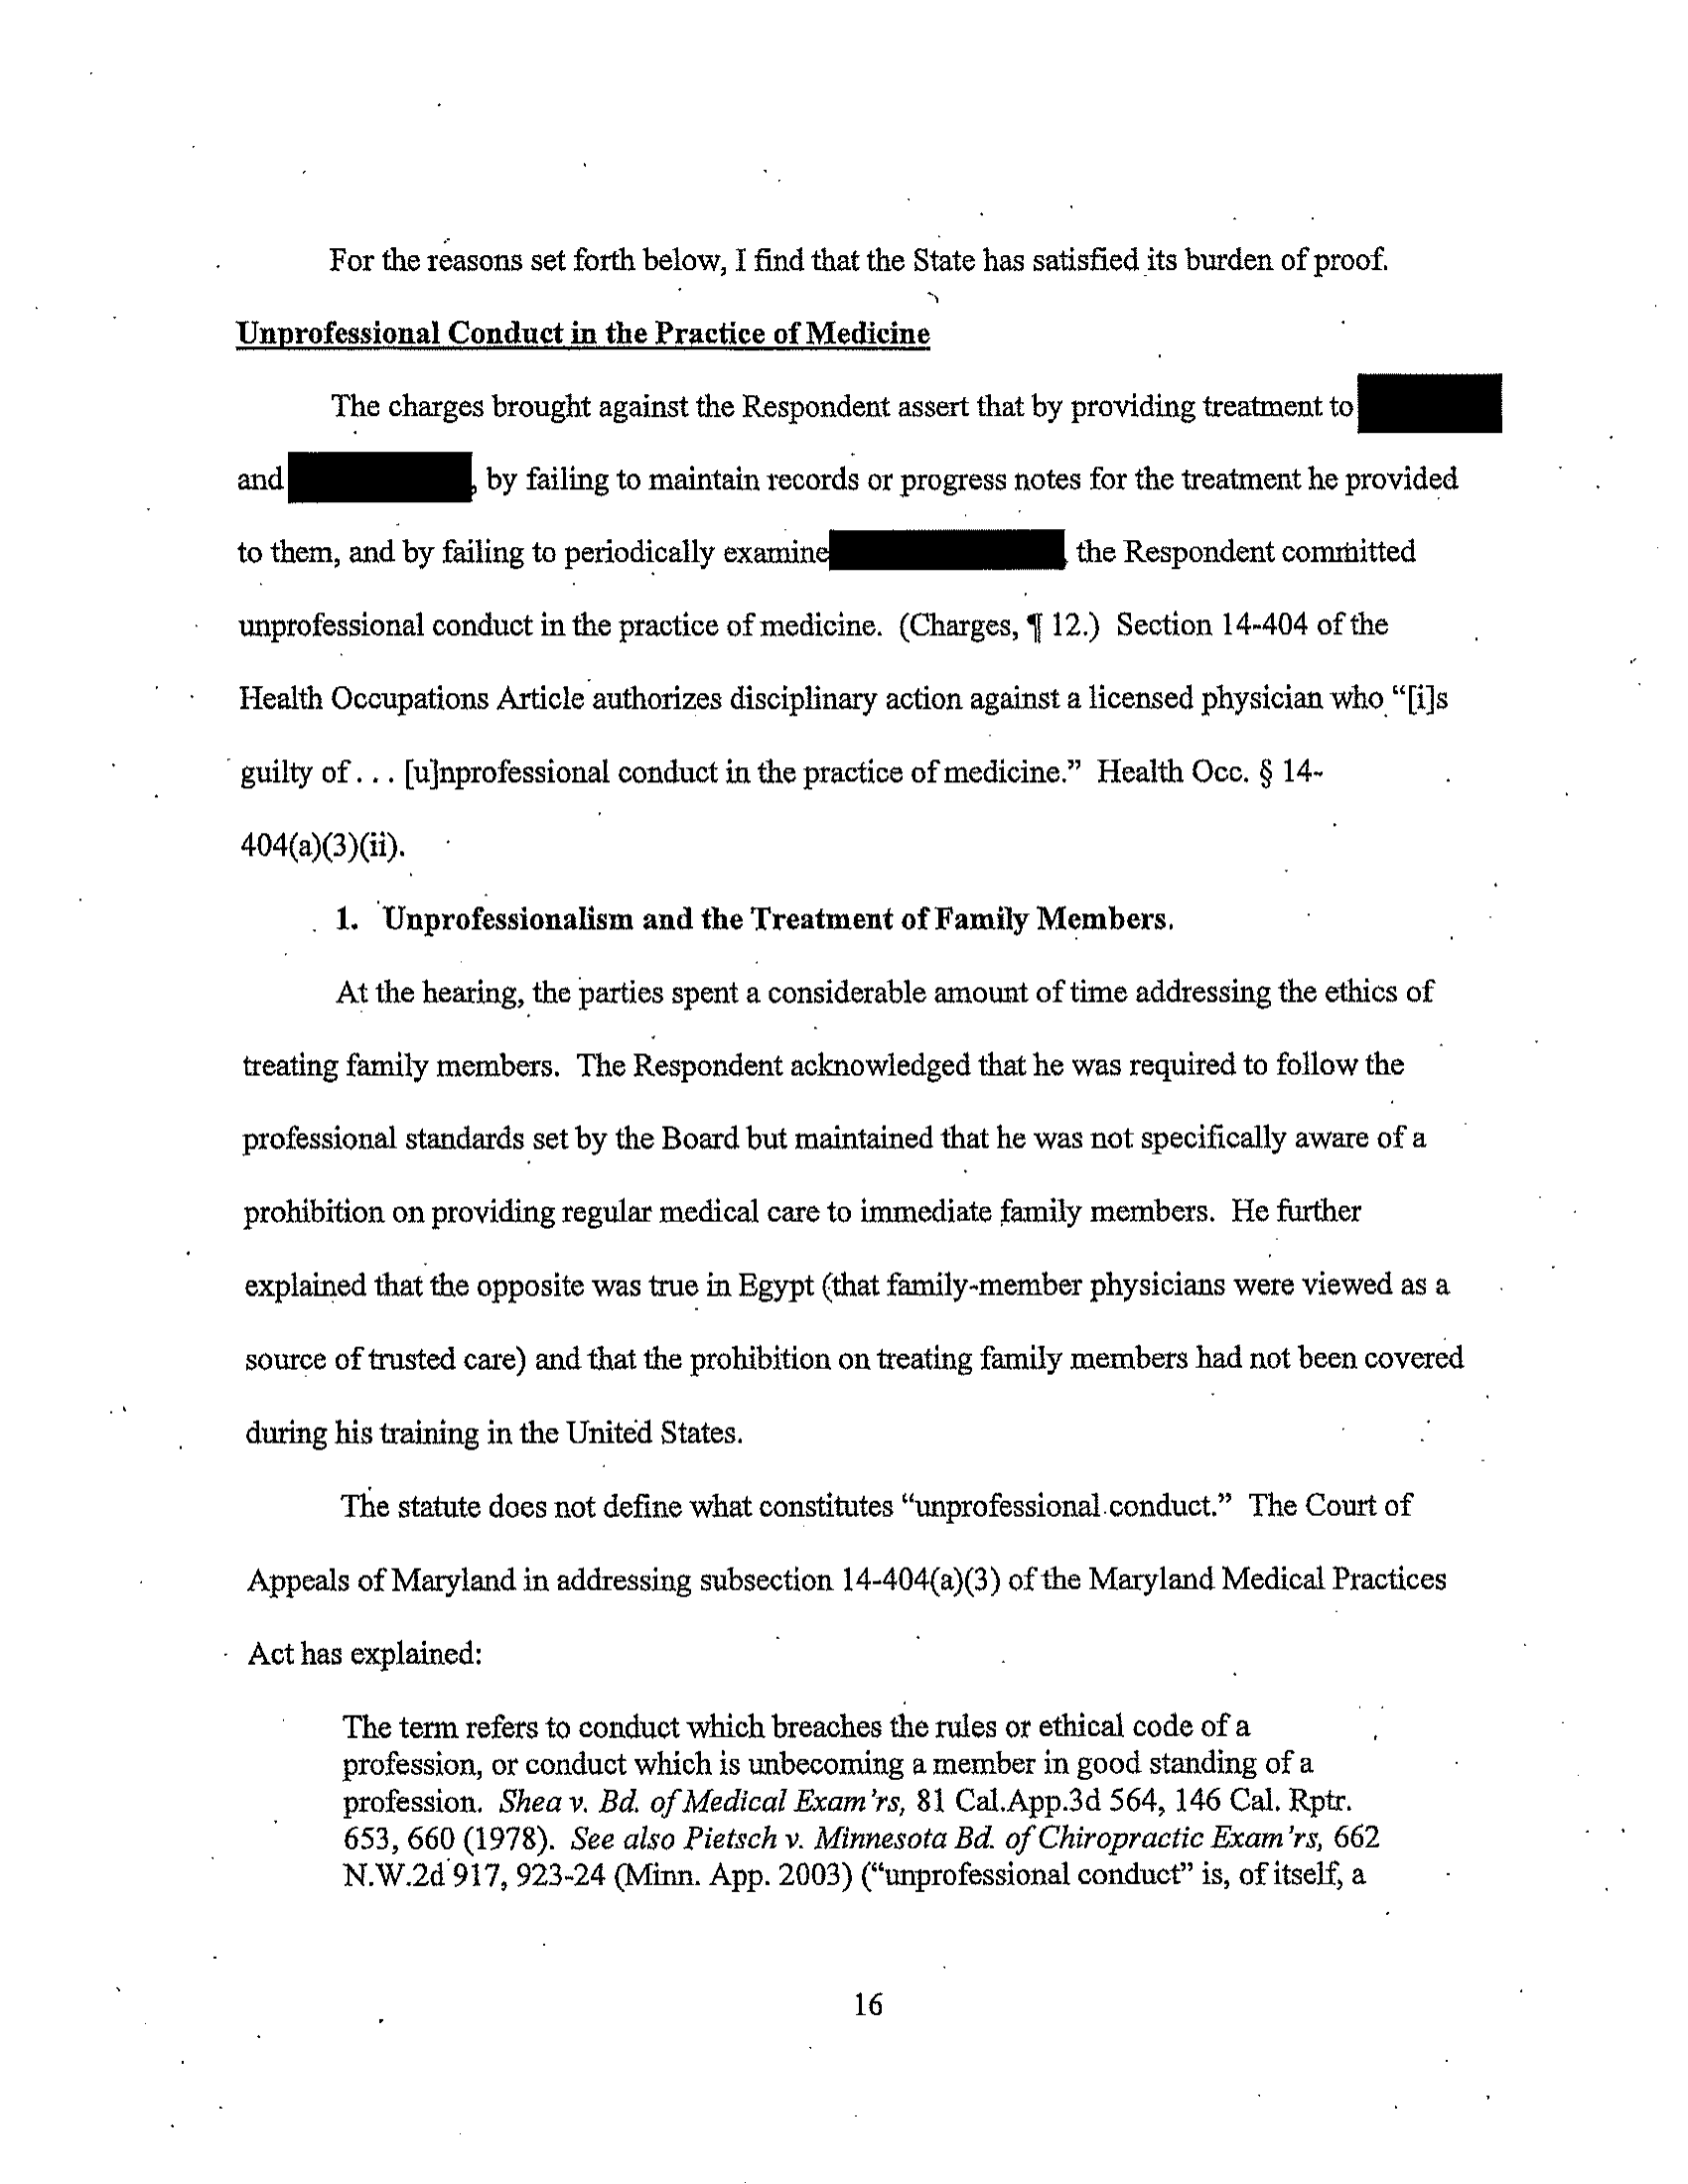 For the reasons set forth below, I find that the State has satisfied its burden of proof.
Unprofessional Conduct in the Practice of Medicine
The charges brought against the Respondent assert that by providing treatment to
and , by failing to maintain records or progress notes for the treatment he provided
to them, and by failing to periodically examine the Respondent committed
unprofessional conduct in the practice of medicine. (Charges, ¶ 12.) Section 14-404 of the
Health Occupations Article authorizes disciplinary action against a licensed physician who "[i]s
guilty of . . . [u]nprofessional conduct in the practice of medicine." Health Occ. § 14-
404(a)(3)(ii).
1. Unprofessionalism and the Treatment of Family Members.
At the hearing, the parties spent a considerable amount of time addressing the ethics of
treating family members. The Respondent acknowledged that he was required to follow the
professional standards set by the Board but maintained that he was not specifically aware of a
prohibition on providing regular medical care to immediate family members. He further
explained that the opposite was true in Egypt (that family-member physicians were viewed as a
source of trusted care) and that the prohibition on treating family members had not been covered
during his training in the United States.
The statute does not define what constitutes "unprofessional conduct." The Court of
Appeals of Maryland in addressing subsection 14-404(a)(3) of the Maryland Medical Practices
Act has explained:
The term refers to conduct which breaches the rules or ethical code of a
profession, or conduct which is unbecoming a member in good standing of a
profession. Shea v. Bd. of Medical Exam'rs, 81 Cal.App.3d 564, 146 Cal. Rptr.
653, 660 (1978). See also Pietsch v. Minnesota Bd. of Chiropractic Exam'rs, 662
N.W.2d 917, 923-24 (Minn. App. 2003) ("unprofessional conduct" is, of itself, a
16